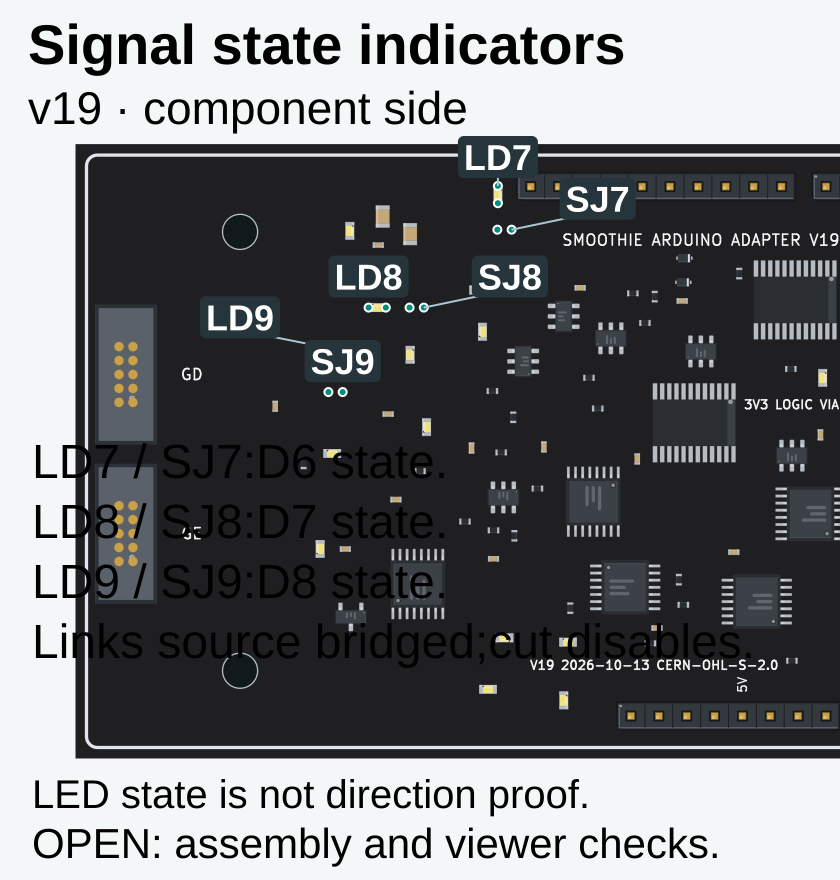 Signal state indicators
v19 · component side
LD7
SJ7
SMOOTHIE ARDUINO ADAPTER V19
LD8
SJ8
LD9
SJ9
GD
3V3 LOGIC VIA
LD7 / SJ7:D6 state.
LD8 / SJ8:D7 state.
GE
LD9 / SJ9:D8 state.
Links source bridged;cut disables.
V19 2026-10-13 CERN-OHL-S-2.0
5V
LED state is not direction proof.
OPEN: assembly and viewer checks.